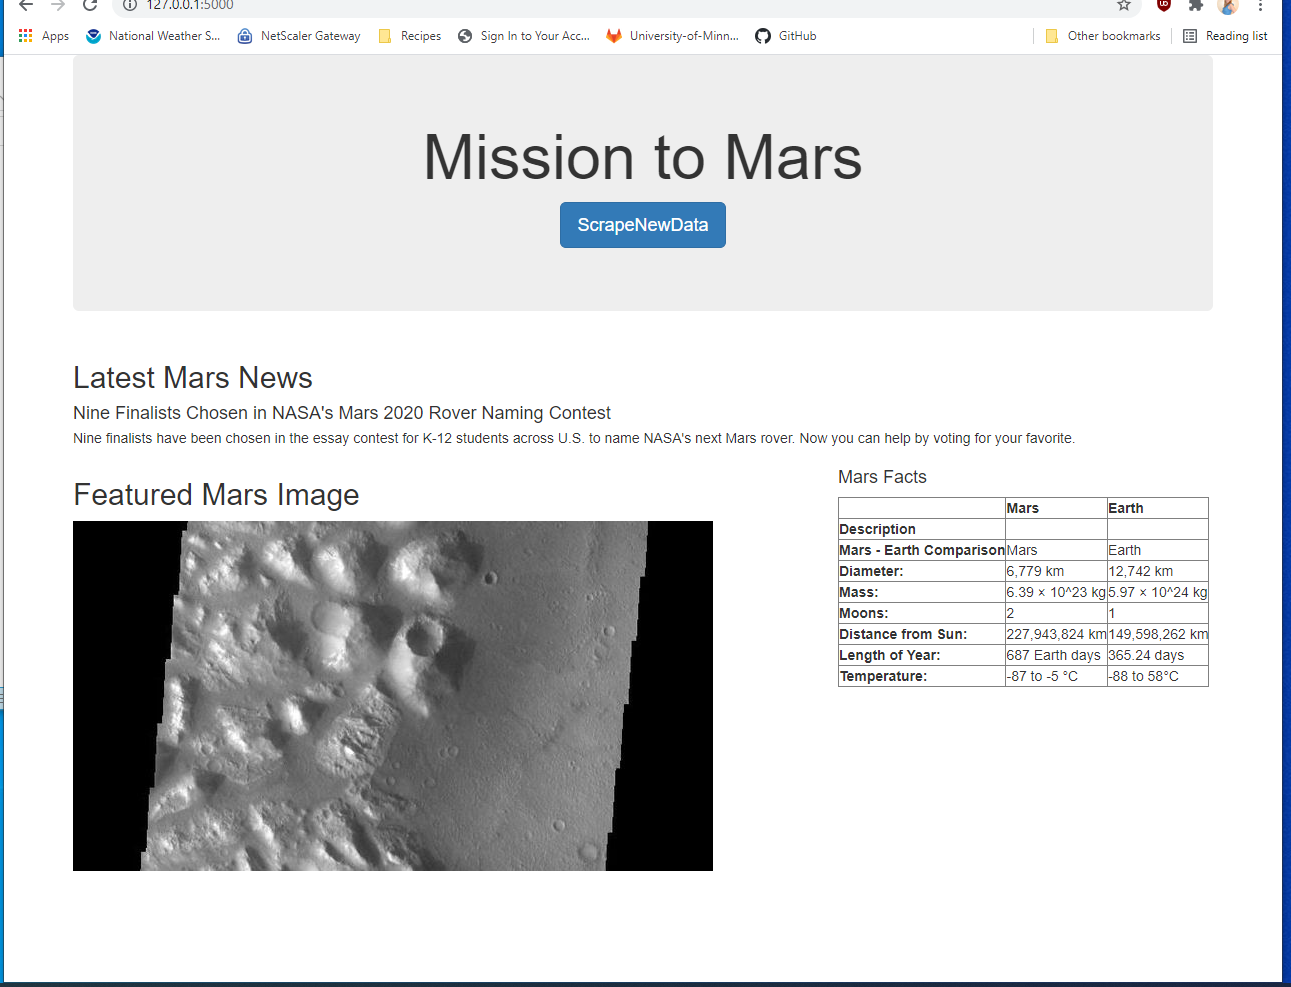 127.0.0.1:5000
Apps National Weather S... NetScaler Gateway Recipes Sign In to Your Acc... University-of-Minn... GitHub Other bookmarks Reading list
Mission to Mars
ScrapeNewData
Latest Mars News
Nine Finalists Chosen in NASA's Mars 2020 Rover Naming Contest
Nine finalists have been chosen in the essay contest for K-12 students across U.S. to name NASA's next Mars rover. Now you can help by voting for your favorite.
Featured Mars Image
Mars Facts
Mars Earth
Description
Mars - Earth Comparison Mars Earth
Diameter: 6,779 km 12,742 km
Mass: 6.39 × 10^23 kg 5.97 × 10^24 kg
Moons: 2 1
Distance from Sun: 227,943,824 km 149,598,262 km
Length of Year: 687 Earth days 365.24 days
Temperature: -87 to -5 °C -88 to 58°C